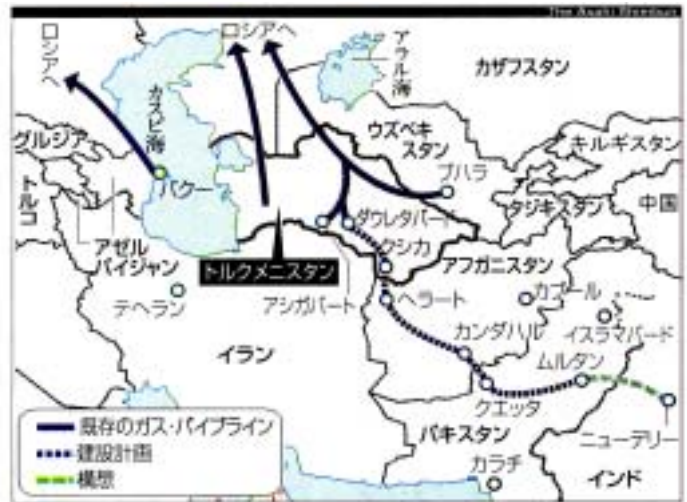 The Asahi Shimbun
ロシアへ
ロシアへ
アラル海
カザフスタン
カスピ海
グルジア
ウズベキ
スタン
キルギスタン
ブハラ
トルコ
バクー
ダウレタバード
タジキスタン
中国
アゼル
バイジャン
クシカ
トルクメニスタン
アフガニスタン
アシガバート
テヘラン
ヘラート
カブール
イスラマバード
カンダハル
イラン
ムルタン
クエッタ
既存のガス・パイプライン
建設計画
構想
パキスタン
ニューデリー
カラチ
インド